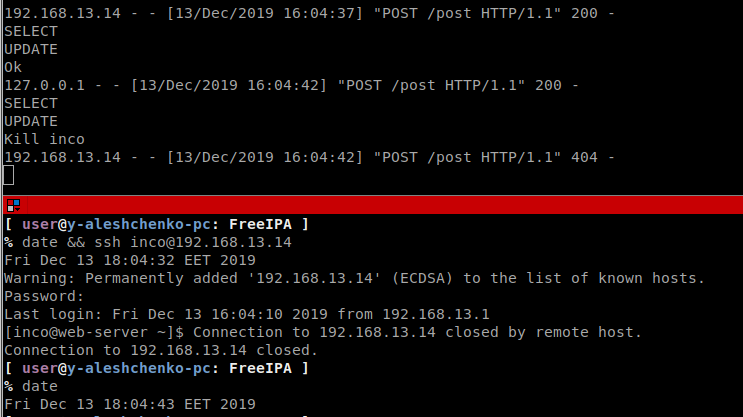 192.168.13.14 - - [13/Dec/2019 16:04:37] "POST /post HTTP/1.1" 200 -
SELECT
UPDATE
Ok
127.0.0.1 - - [13/Dec/2019 16:04:42] "POST /post HTTP/1.1" 200 -
SELECT
UPDATE
Kill inco
192.168.13.14 - - [13/Dec/2019 16:04:42] "POST /post HTTP/1.1" 404 -
[ user@y-aleshchenko-pc: FreeIPA ]
% date && ssh inco@192.168.13.14
Fri Dec 13 18:04:32 EET 2019
Warning: Permanently added '192.168.13.14' (ECDSA) to the list of known hosts.
Password:
Last login: Fri Dec 13 16:04:10 2019 from 192.168.13.1
[inco@web-server ~]$ Connection to 192.168.13.14 closed by remote host.
Connection to 192.168.13.14 closed.
[ user@y-aleshchenko-pc: FreeIPA ]
% date
Fri Dec 13 18:04:43 EET 2019